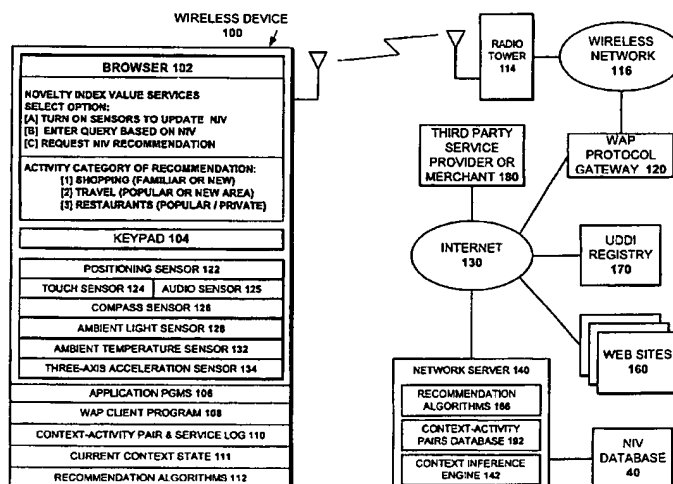 WIRELESS DEVICE
100
BROWSER 102
NOVELTY INDEX VALUE SERVICES
SELECT OPTION:
[A] TURN ON SENSORS TO UPDATE NIV
[B] ENTER QUERY BASED ON NIV
[C] REQUEST NIV RECOMMENDATION
ACTIVITY CATEGORY OF RECOMMENDATION:
[1] SHOPPING (FAMILIAR OR NEW)
[2] TRAVEL (POPULAR OR NEW AREA)
[3] RESTAURANTS (POPULAR / PRIVATE)
KEYPAD 104
POSITIONING SENSOR 122
TOUCH SENSOR 124
AUDIO SENSOR 125
COMPASS SENSOR 126
AMBIENT LIGHT SENSOR 128
AMBIENT TEMPERATURE SENSOR 132
THREE-AXIS ACCELERATION SENSOR 134
APPLICATION PGMS 106
WAP CLIENT PROGRAM 108
CONTEXT-ACTIVITY PAIR & SERVICE LOG 110
CURRENT CONTEXT STATE 111
RECOMMENDATION ALGORITHMS 112
RADIO
TOWER
114
WIRELESS
NETWORK
116
THIRD PARTY
SERVICE
PROVIDER OR
MERCHANT 180
WAP
PROTOCOL
GATEWAY 120
INTERNET
130
UDDI
REGISTRY
170
WEB SITES
160
NETWORK SERVER 140
RECOMMENDATION
ALGORITHMS 166
CONTEXT-ACTIVITY
PAIRS DATABASE 192
CONTEXT INFERENCE
ENGINE 142
NIV
DATABASE
40